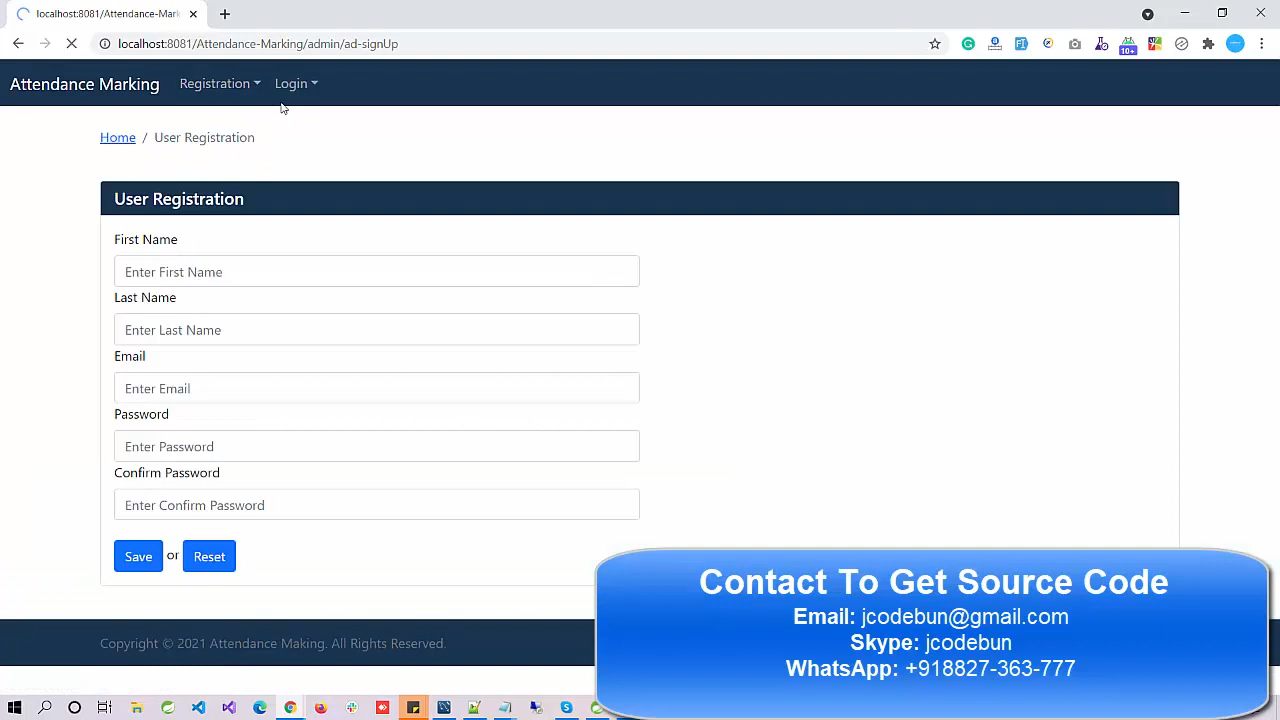 localhost:8081/Attendance-Mark
localhost:8081/Attendance-Marking/admin/ad-signUp
10+
Attendance Marking Registration Login
Home / User Registration
User Registration
First Name
Enter First Name
Last Name
Enter Last Name
Email
Enter Email
Password
Enter Password
Confirm Password
Enter Confirm Password
Save or Reset
Contact To Get Source Code
Email: jcodebun@gmail.com
Skype: jcodebun
WhatsApp: +918827-363-777
Copyright © 2021 Attendance Making. All Rights Reserved.